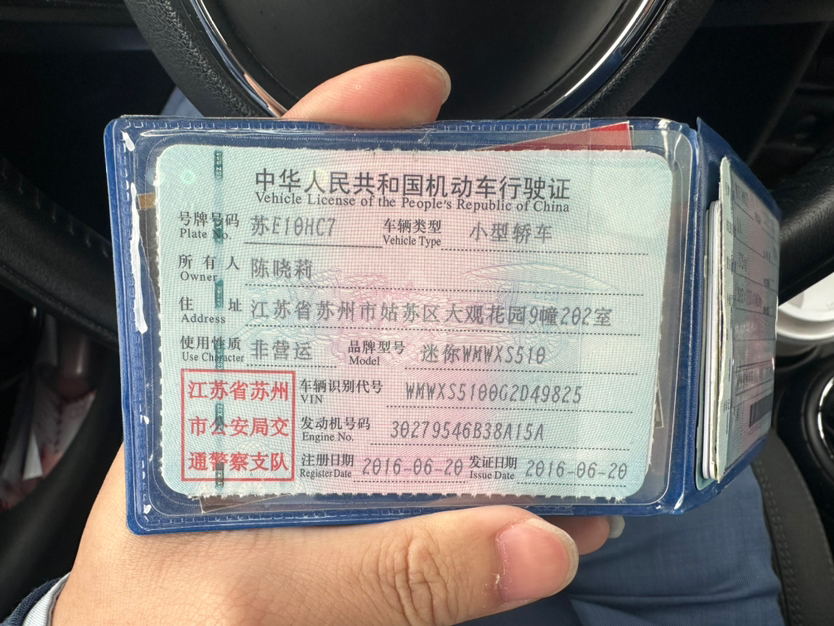 中华人民共和国机动车行驶证
Vehicle License of the People's Republic of China
号牌号码 苏E10HC7 车辆类型 小型轿车
Plate No. Vehicle Type
所有人 陈晓莉
Owner
住址 江苏省苏州市姑苏区大观花园9幢202室
Address
使用性质 非营运 品牌型号 迷你WMWXS510
Use Character Model
江苏省苏州 车辆识别代号 WMWXS5100G2D49825
VIN
市公安局交 发动机号码 30279546B38A15A
Engine No.
通警察支队 注册日期 2016-06-20 发证日期 2016-06-20
Register Date Issue Date